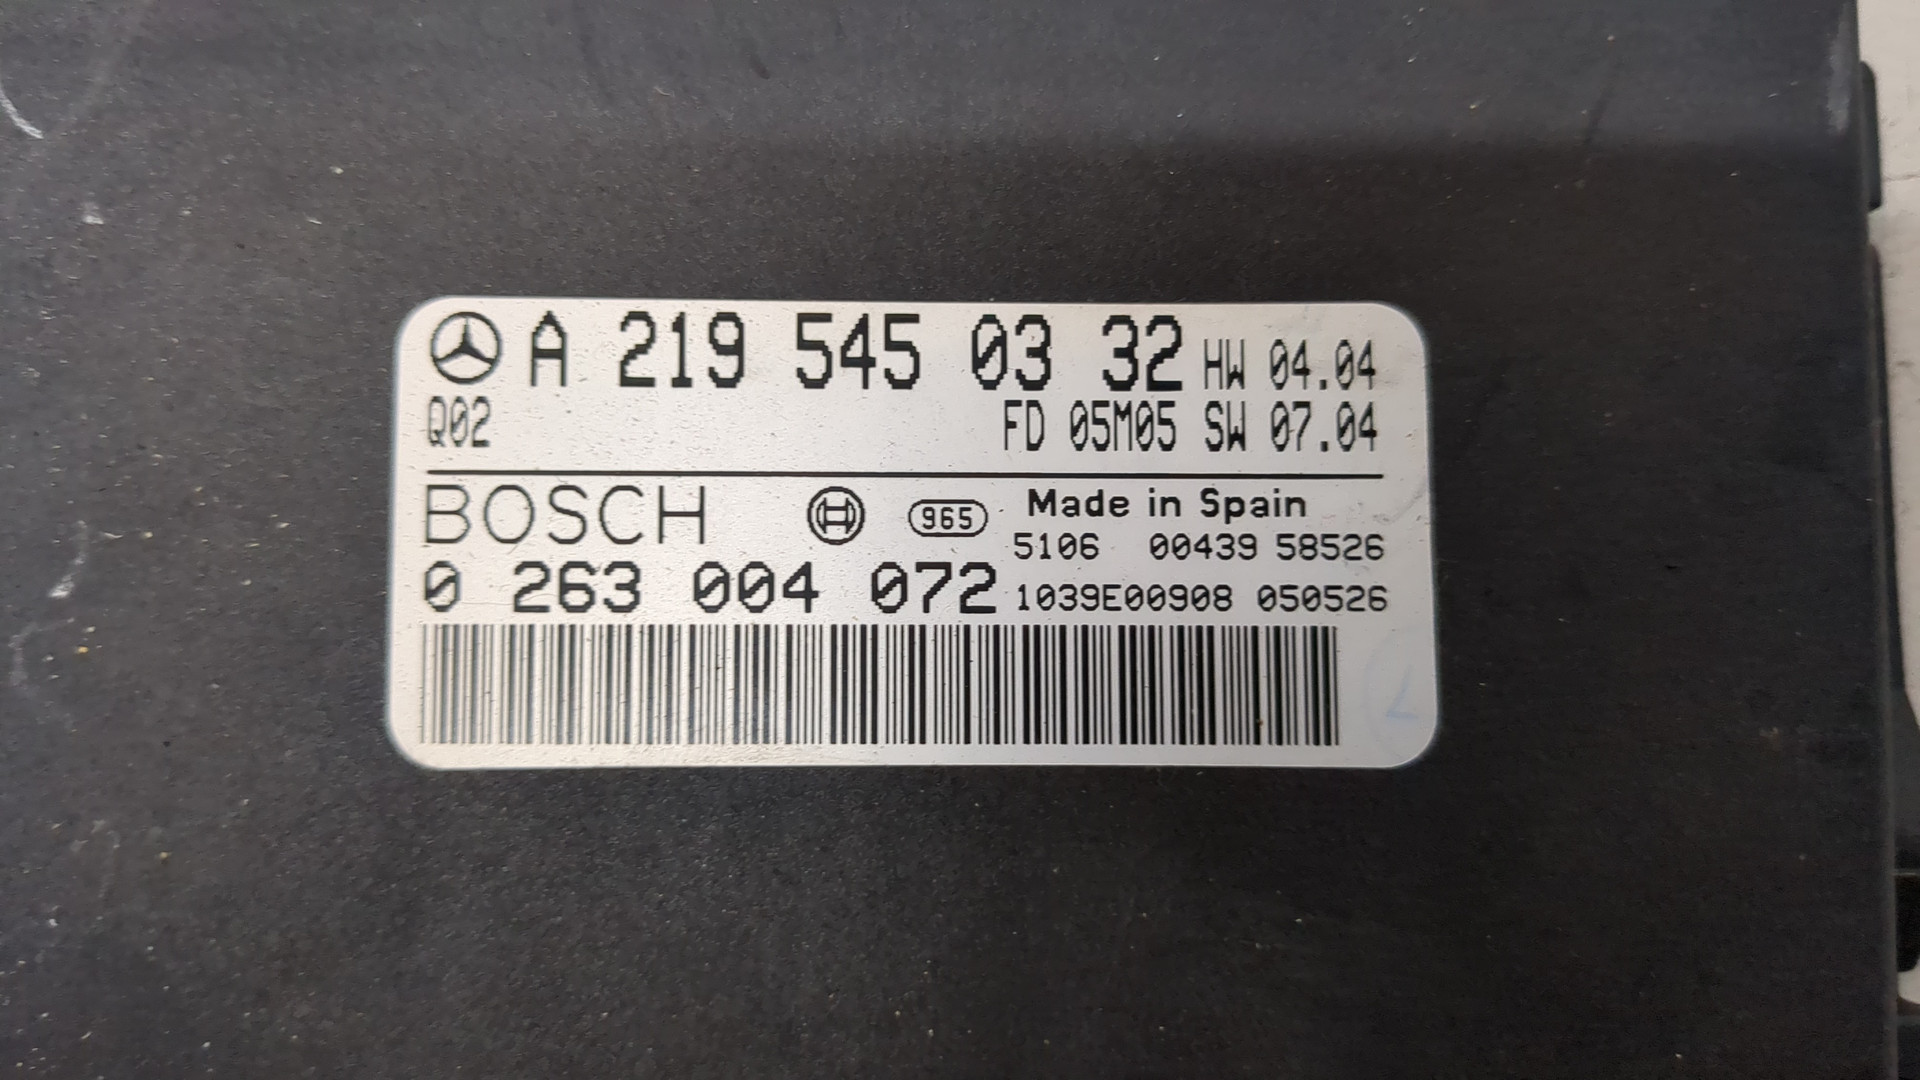 A 219 545 03 32 HW 04.04
Q02 FD 05M05 SW 07.04
BOSCH 965 Made in Spain
5106 00439 58526
0 263 004 072 1039E00908 050526